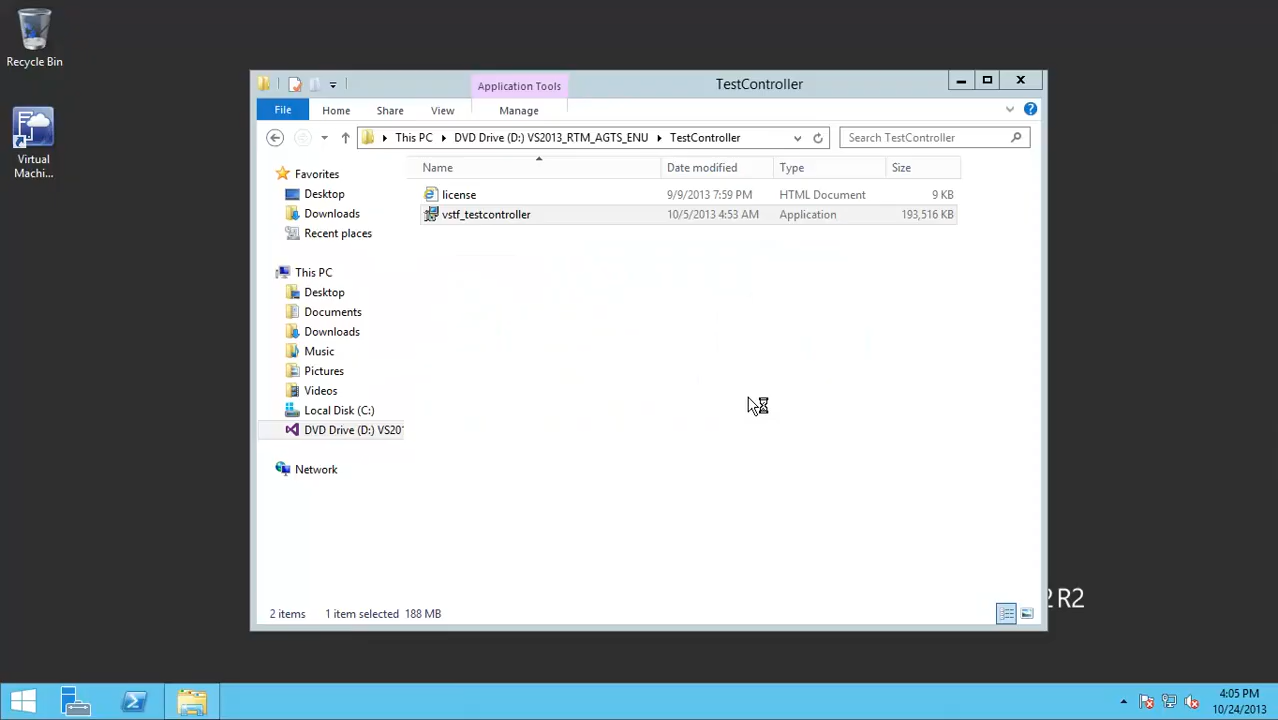 Recycle Bin
Virtual
Machi...
Application Tools
TestController
File
Home
Share
View
Manage
This PC
DVD Drive (D:) VS2013_RTM_AGTS_ENU
TestController
Search TestController
Favorites
Desktop
Downloads
Recent places
This PC
Desktop
Documents
Downloads
Music
Pictures
Videos
Local Disk (C:)
DVD Drive (D:) VS20
Network
Name
Date modified
Type
Size
license
9/9/2013 7:59 PM
HTML Document
9 KB
vstf_testcontroller
10/5/2013 4:53 AM
Application
193,516 KB
2 items
1 item selected 188 MB
2 R2
4:05 PM
10/24/2013